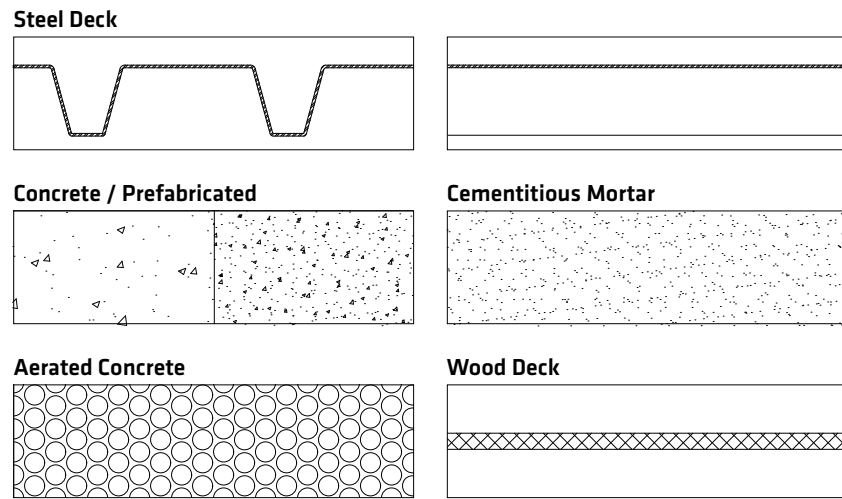 Steel Deck
Concrete / Prefabricated
Cementitious Mortar
Aerated Concrete
Wood Deck